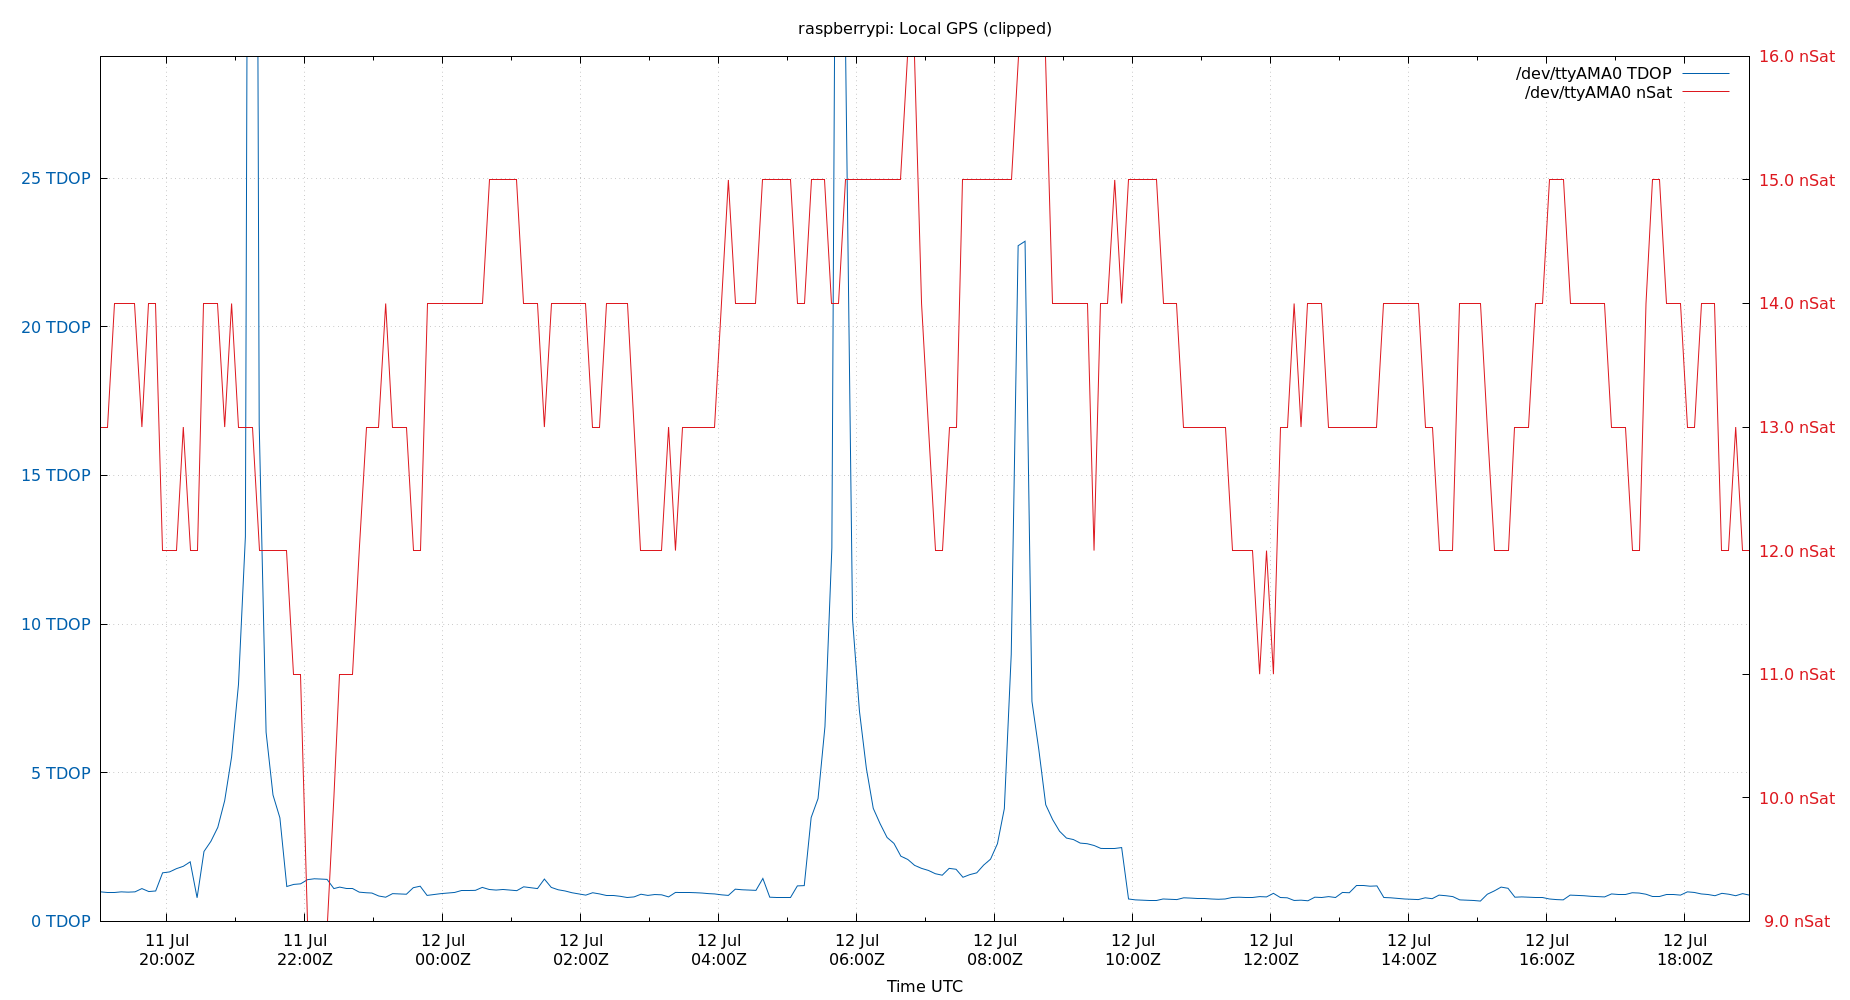 raspberrypi: Local GPS (clipped)
/dev/ttyAMA0 TDOP
/dev/ttyAMA0 nSat
25 TDOP
20 TDOP
15 TDOP
10 TDOP
5 TDOP
0 TDOP
16.0 nSat
15.0 nSat
14.0 nSat
13.0 nSat
12.0 nSat
11.0 nSat
10.0 nSat
9.0 nSat
11 Jul 11 Jul 12 Jul 12 Jul 12 Jul 12 Jul 12 Jul 12 Jul 12 Jul 12 Jul 12 Jul 12 Jul
20:00Z 22:00Z 00:00Z 02:00Z 04:00Z 06:00Z 08:00Z 10:00Z 12:00Z 14:00Z 16:00Z 18:00Z
Time UTC